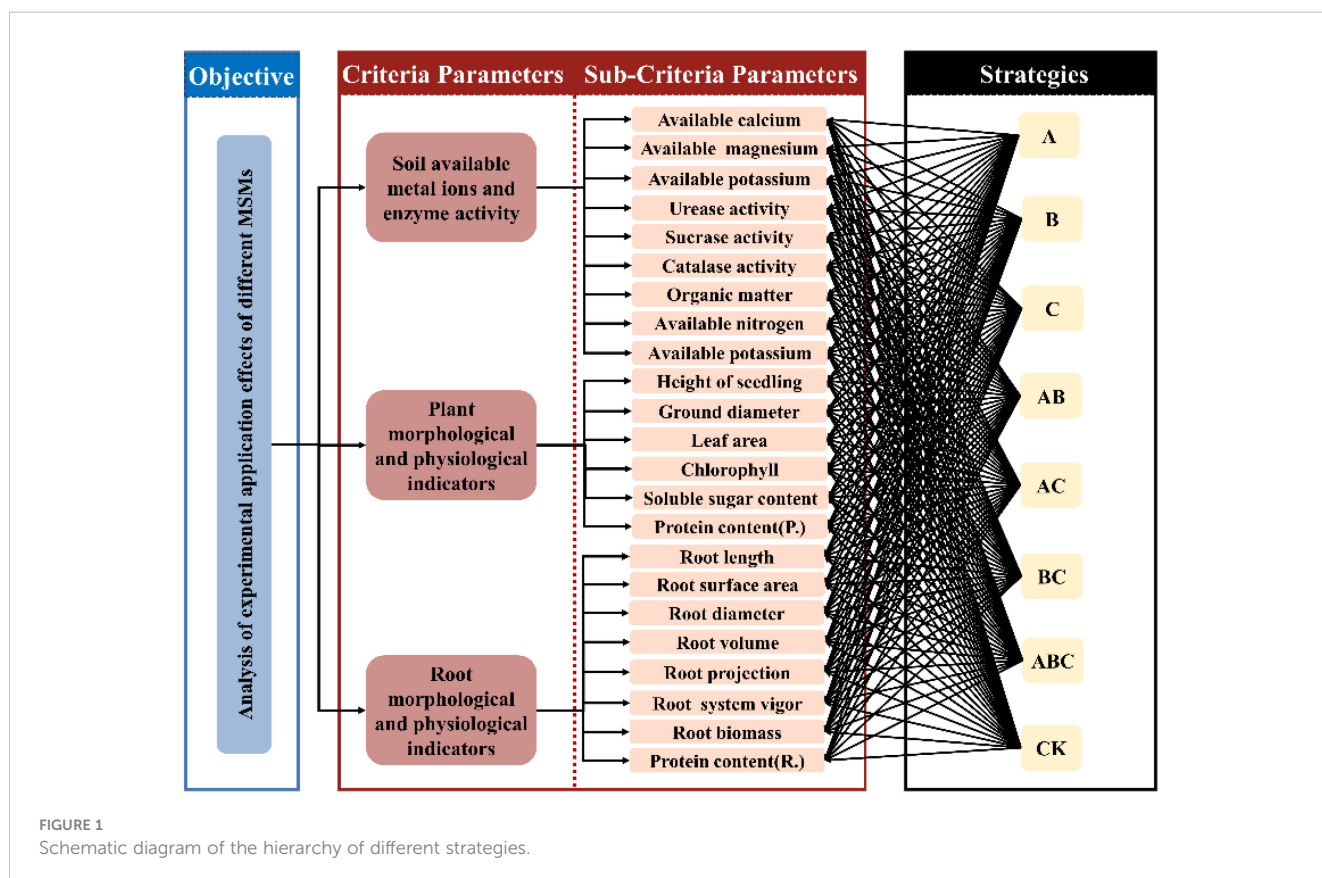 Objective
Criteria Parameters
Sub-Criteria Parameters
Strategies
Analysis of experimental application effects of different MSMs
Soil available
metal ions and
enzyme activity
Plant
morphological
and physiological
indicators
Root
morphological
and physiological
indicators
Available calcium
Available magnesium
Available potassium
Urease activity
Sucrase activity
Catalase activity
Organic matter
Available nitrogen
Available potassium
Height of seedling
Ground diameter
Leaf area
Chlorophyll
Soluble sugar content
Protein content(P.)
Root length
Root surface area
Root diameter
Root volume
Root projection
Root system vigor
Root biomass
Protein content(R.)
A
B
C
AB
AC
BC
ABC
CK
FIGURE 1
Schematic diagram of the hierarchy of different strategies.